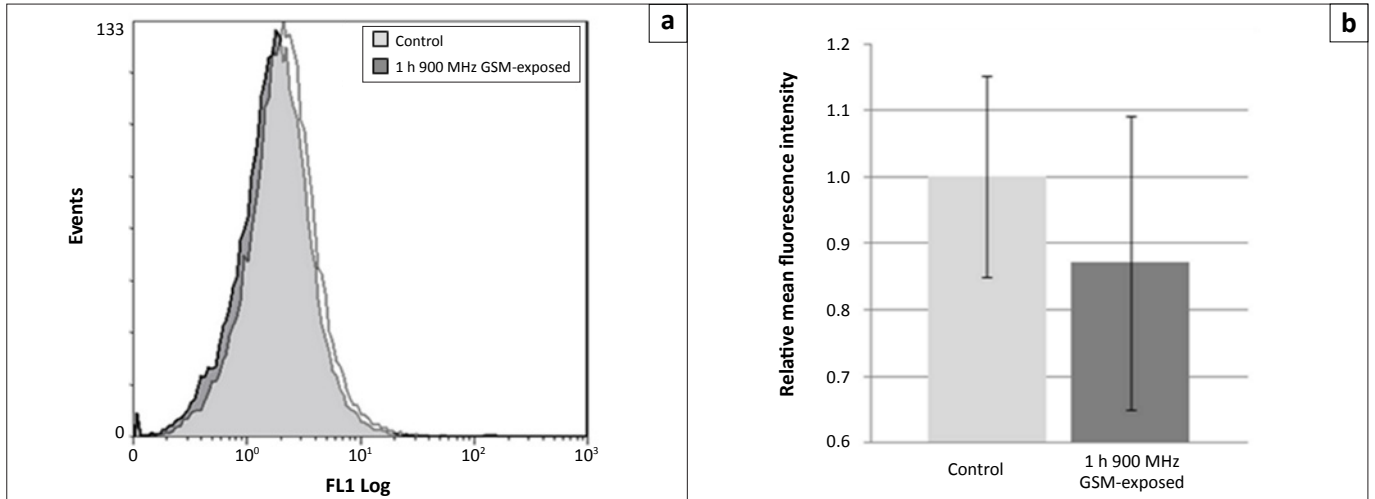 a
133
Control
1 h 900 MHz GSM-exposed
Events
0
0
10⁰
10¹
10²
10³
FL1 Log
b
1.2
1.1
1.0
0.9
0.8
0.7
0.6
Relative mean fluorescence intensity
Control
1 h 900 MHz
GSM-exposed